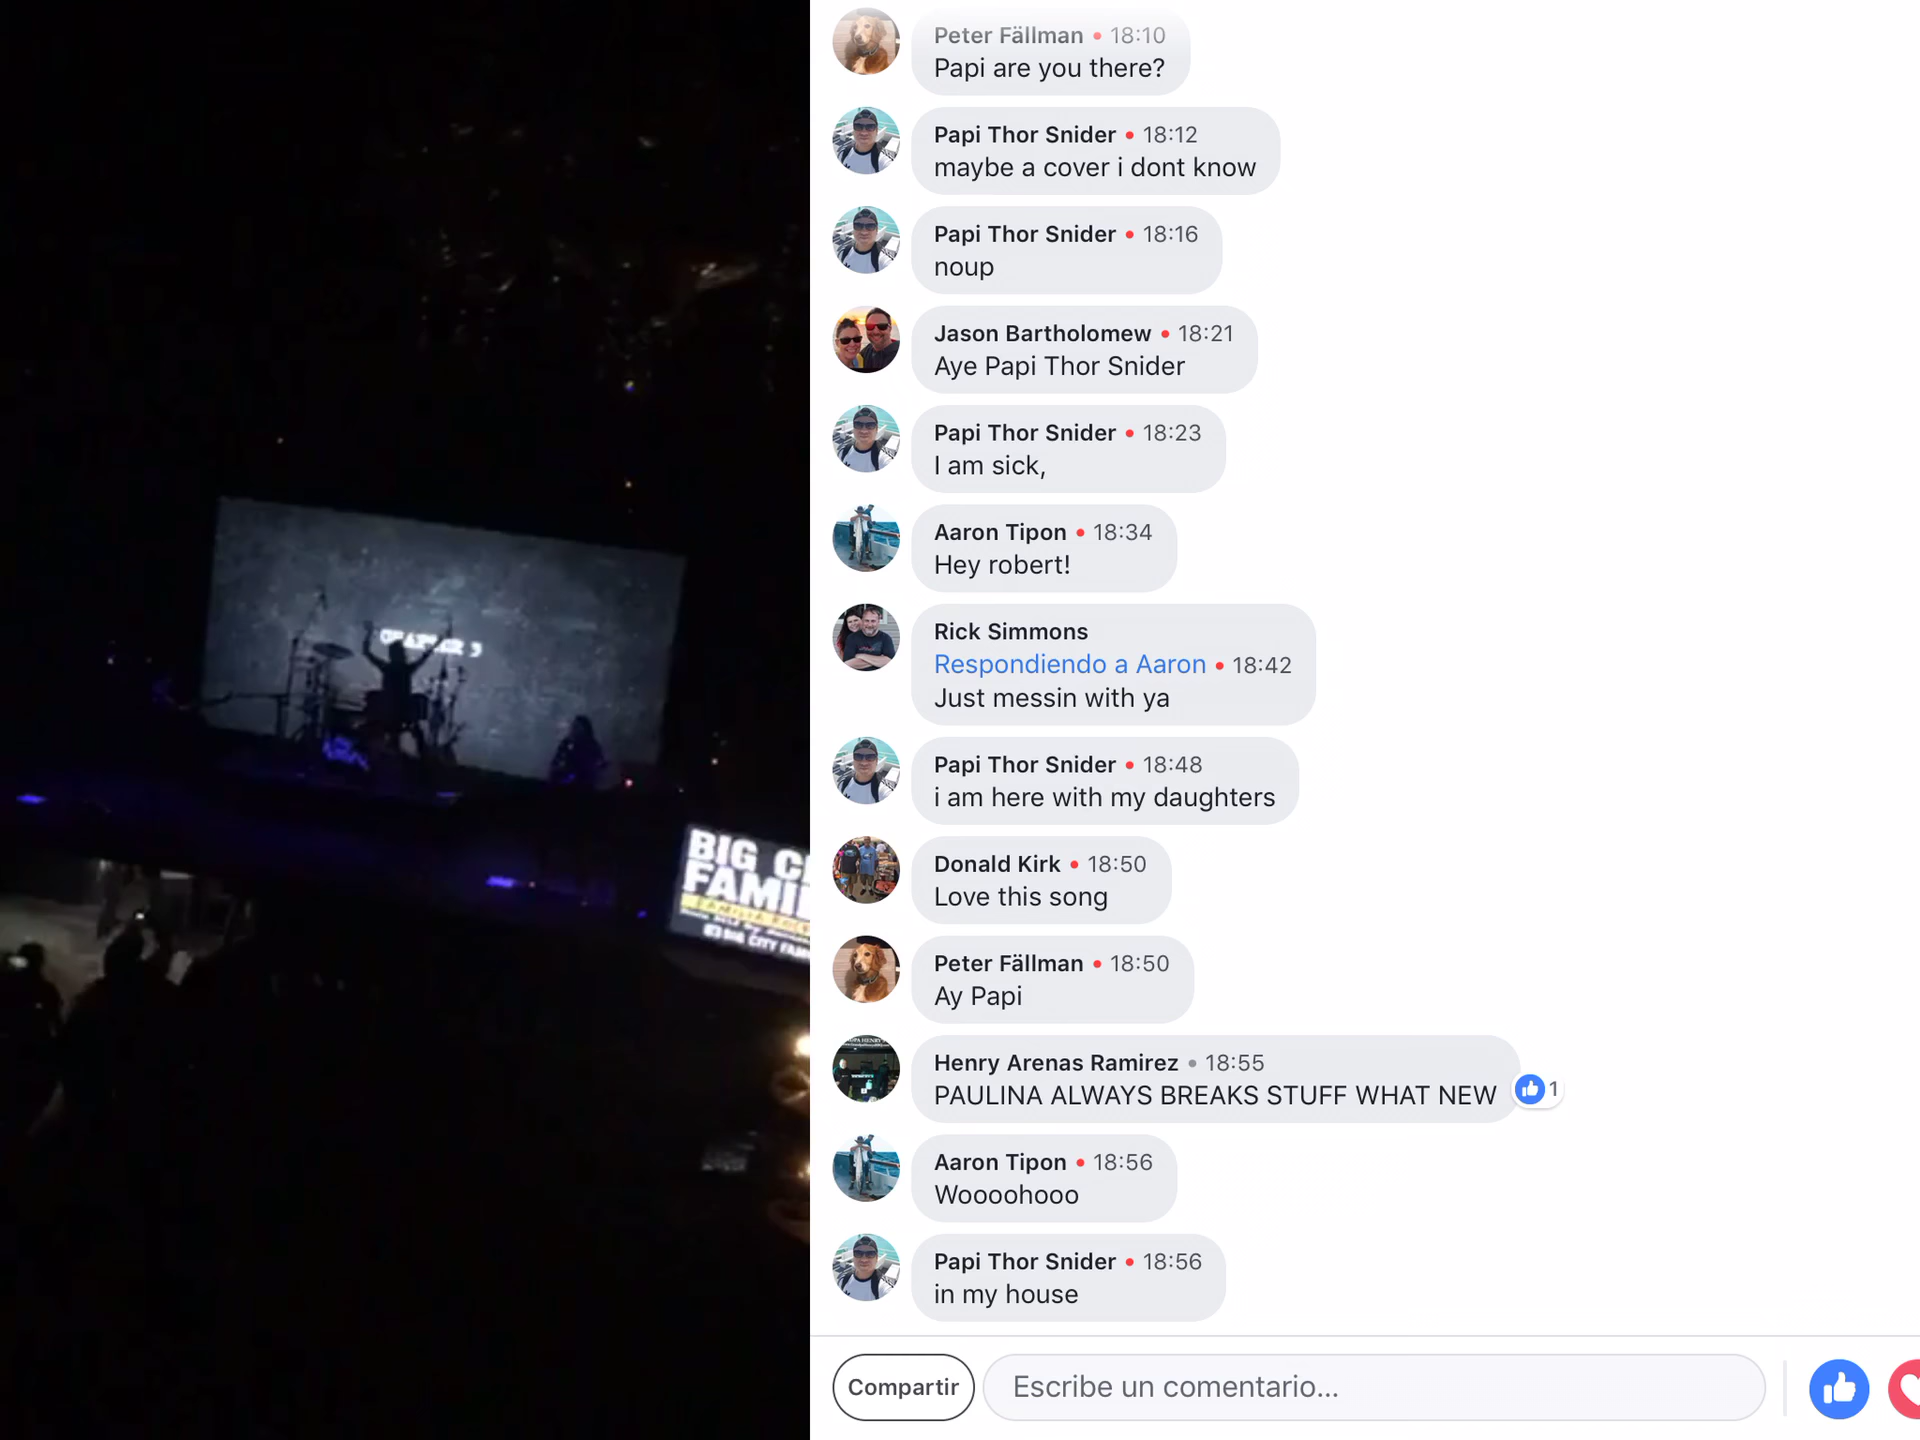 CHAPTER 3
BIG CI
FAMI
CITY FAM
Peter Fällman • 18:10
Papi are you there?
Papi Thor Snider • 18:12
maybe a cover i dont know
Papi Thor Snider • 18:16
noup
Jason Bartholomew • 18:21
Aye Papi Thor Snider
Papi Thor Snider • 18:23
I am sick,
Aaron Tipon • 18:34
Hey robert!
Rick Simmons
Respondiendo a Aaron • 18:42
Just messin with ya
Papi Thor Snider • 18:48
i am here with my daughters
Donald Kirk • 18:50
Love this song
Peter Fällman • 18:50
Ay Papi
Henry Arenas Ramirez • 18:55
PAULINA ALWAYS BREAKS STUFF WHAT NEW
1
Aaron Tipon • 18:56
Woooohooo
Papi Thor Snider • 18:56
in my house
Compartir
Escribe un comentario...